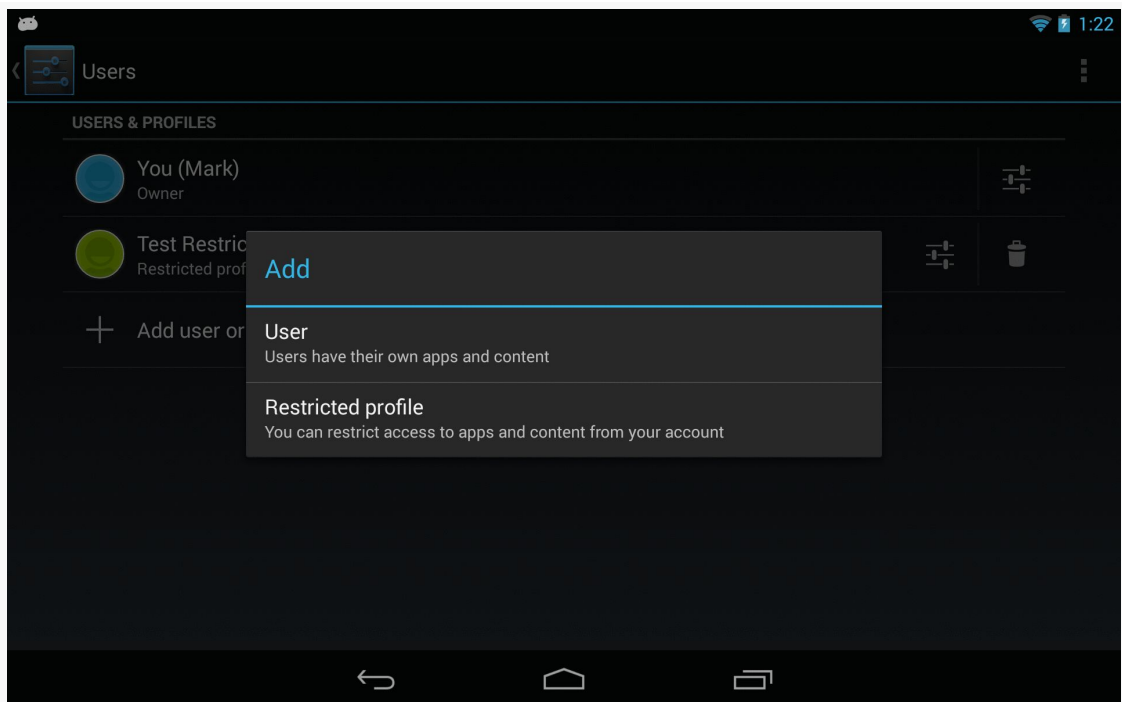 1:22
Users
USERS & PROFILES
You (Mark)
Owner
Test Restric
Restricted prof
Add user or
Add
User
Users have their own apps and content
Restricted profile
You can restrict access to apps and content from your account